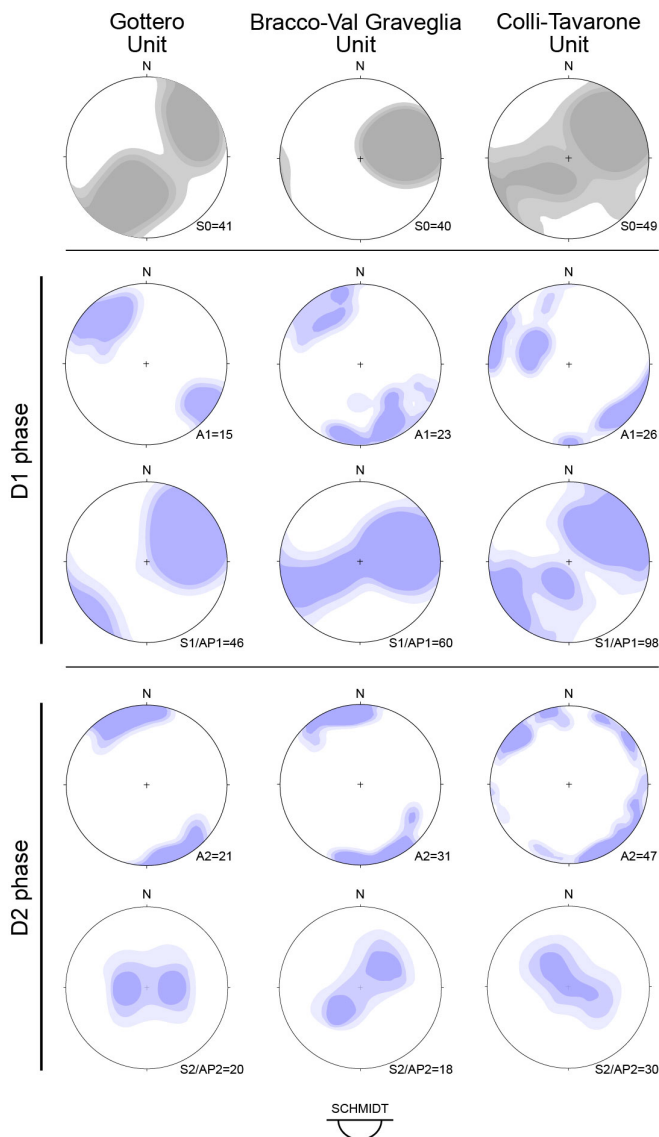 Gottero
Unit
Bracco-Val Graveglia
Unit
Colli-Tavarone
Unit
N
N
N
S0=41
S0=40
S0=49
D1 phase
N
N
N
A1=15
A1=23
A1=26
N
N
N
S1/AP1=46
S1/AP1=60
S1/AP1=98
D2 phase
N
N
N
A2=21
A2=31
A2=47
N
N
N
S2/AP2=20
S2/AP2=18
S2/AP2=30
SCHMIDT